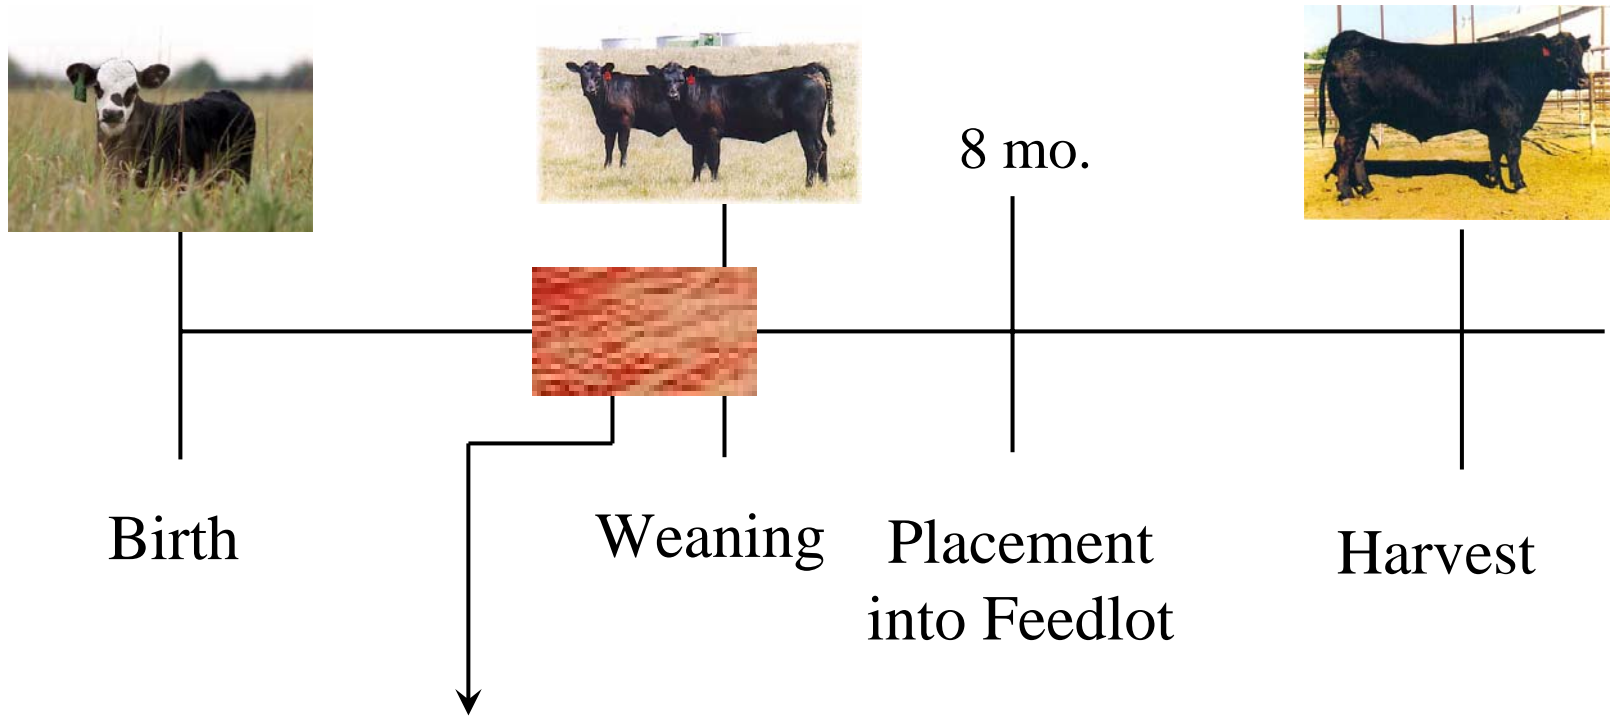 8 mo.
Birth
Weaning
Placement
into Feedlot
Harvest